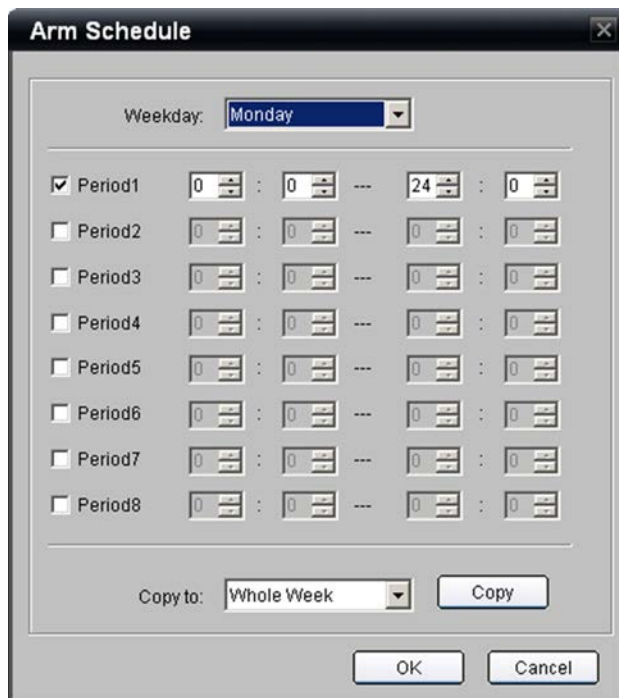 Arm Schedule
Weekday: Monday
Period1 0 : 0 --- 24 : 0
Period2 0 : 0 --- 0 : 0
Period3 0 : 0 --- 0 : 0
Period4 0 : 0 --- 0 : 0
Period5 0 : 0 --- 0 : 0
Period6 0 : 0 --- 0 : 0
Period7 0 : 0 --- 0 : 0
Period8 0 : 0 --- 0 : 0
Copy to: Whole Week Copy
OK Cancel